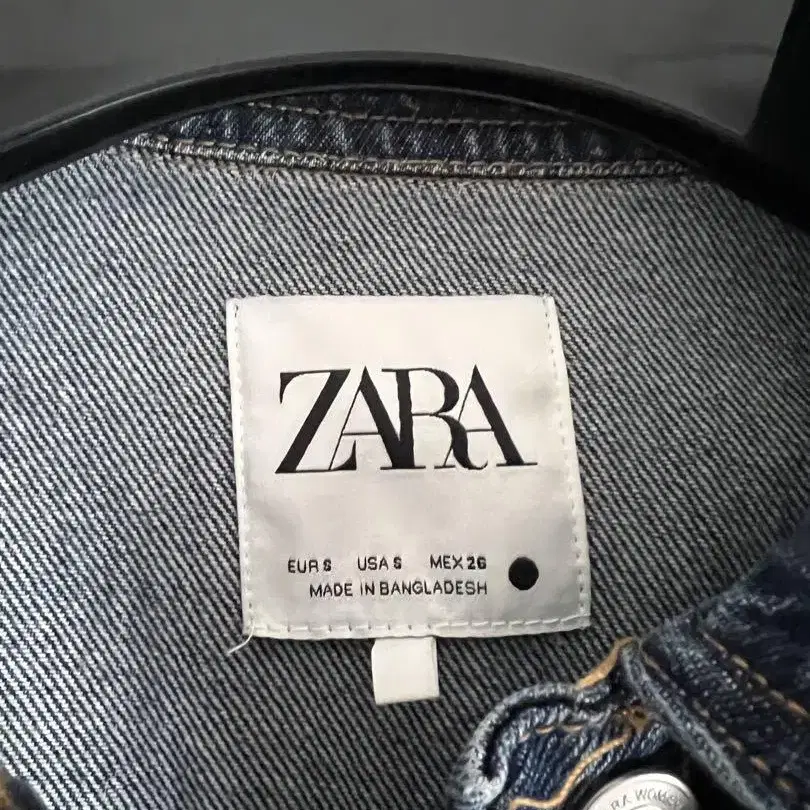 ZARA
EUR S USA S MEX 26
MADE IN BANGLADESH